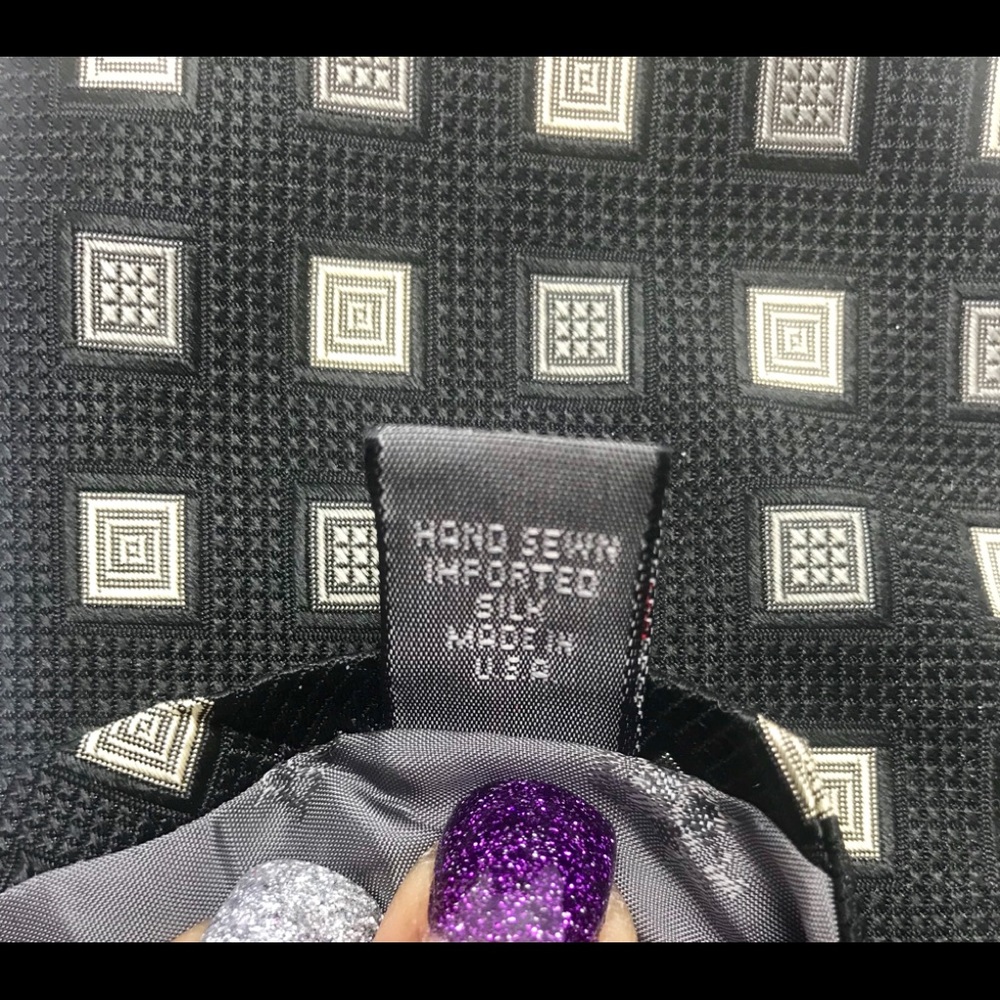 HAND SEWN
IMPORTED
SILK
MADE IN
U.S.A